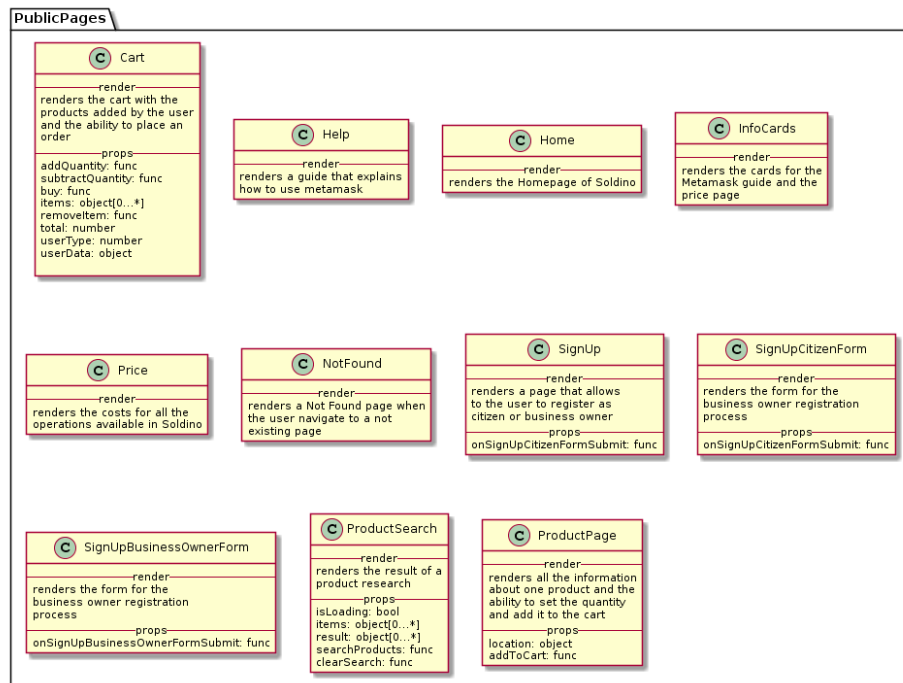 PublicPages
C Cart
render
renders the cart with the
products added by the user
and the ability to place an
order
props
addQuantity: func
subtractQuantity: func
buy: func
items: object[0...*]
removeItem: func
total: number
userType: number
userData: object
C Help
render
renders a guide that explains
how to use metamask
C Home
render
renders the Homepage of Soldino
C InfoCards
render
renders the cards for the
Metamask guide and the
price page
C Price
render
renders the costs for all the
operations available in Soldino
C NotFound
render
renders a Not Found page when
the user navigate to a not
existing page
C SignUp
render
renders a page that allows
to the user to register as
citizen or business owner
props
onSignUpCitizenFormSubmit: func
C SignUpCitizenForm
render
renders the form for the
business owner registration
process
props
onSignUpCitizenFormSubmit: func
C SignUpBusinessOwnerForm
render
renders the form for the
business owner registration
process
props
onSignUpBusinessOwnerFormSubmit: func
C ProductSearch
render
renders the result of a
product research
props
isLoading: bool
items: object[0...*]
result: object[0...*]
searchProducts: func
clearSearch: func
C ProductPage
render
renders all the information
about one product and the
ability to set the quantity
and add it to the cart
props
location: object
addToCart: func